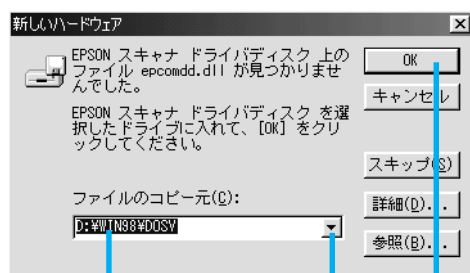 新しいハードウェア
EPSON スキャナ ドライバディスク 上の
ファイル epcomdd.dll が見つかりませ
んでした。
EPSON スキャナ ドライバディスク を選
択したドライブに入れて、[OK] をクリ
ックしてください。
ファイルのコピー元(C):
D:¥WIN98¥DOSV
OK
キャンセル
スキップ(S)
詳細(D)...
参照(B)...